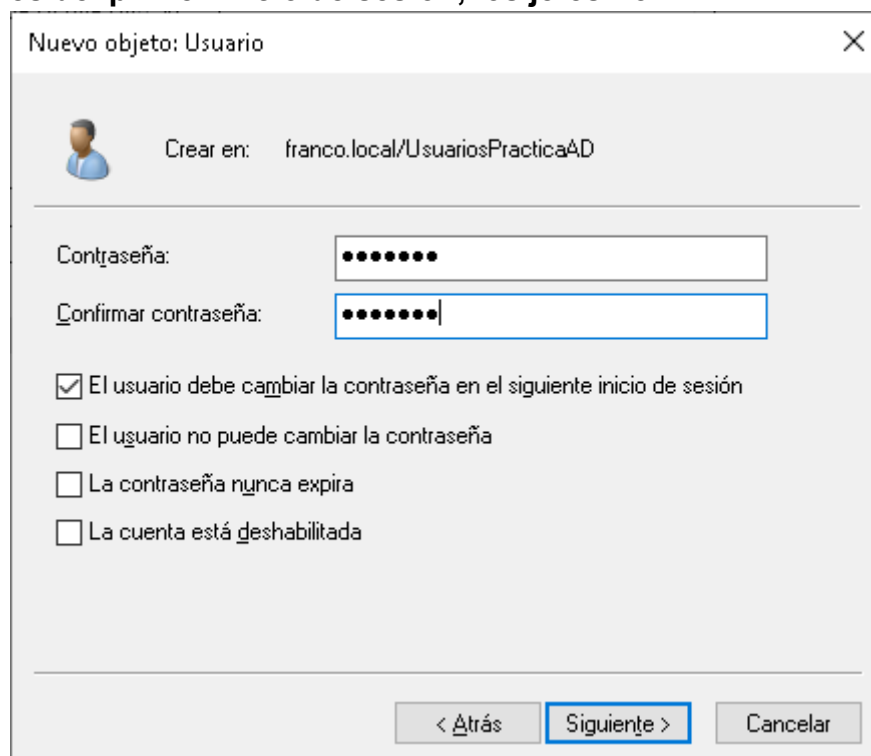 Nuevo objeto: Usuario
Crear en: franco.local/UsuariosPracticaAD
Contraseña: •••••••
Confirmar contraseña: •••••••
El usuario debe cambiar la contraseña en el siguiente inicio de sesión
El usuario no puede cambiar la contraseña
La contraseña nunca expira
La cuenta está deshabilitada
< Atrás Siguiente > Cancelar